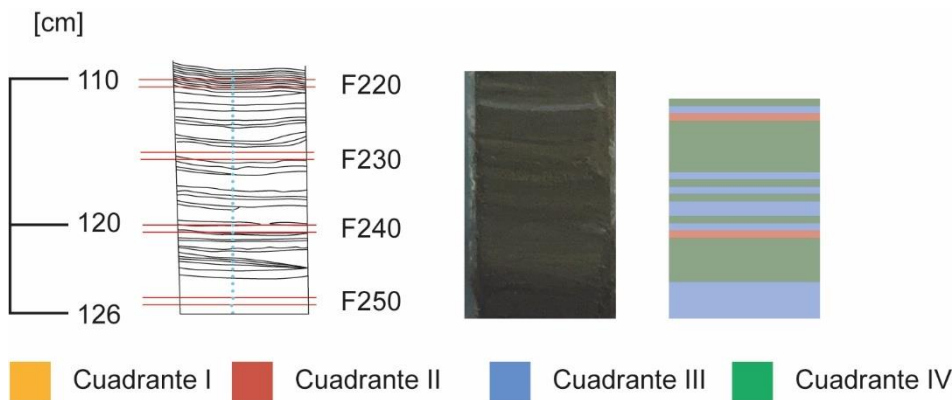 [cm]
110
F220
F230
120
F240
F250
126
Cuadrante I Cuadrante II Cuadrante III Cuadrante IV